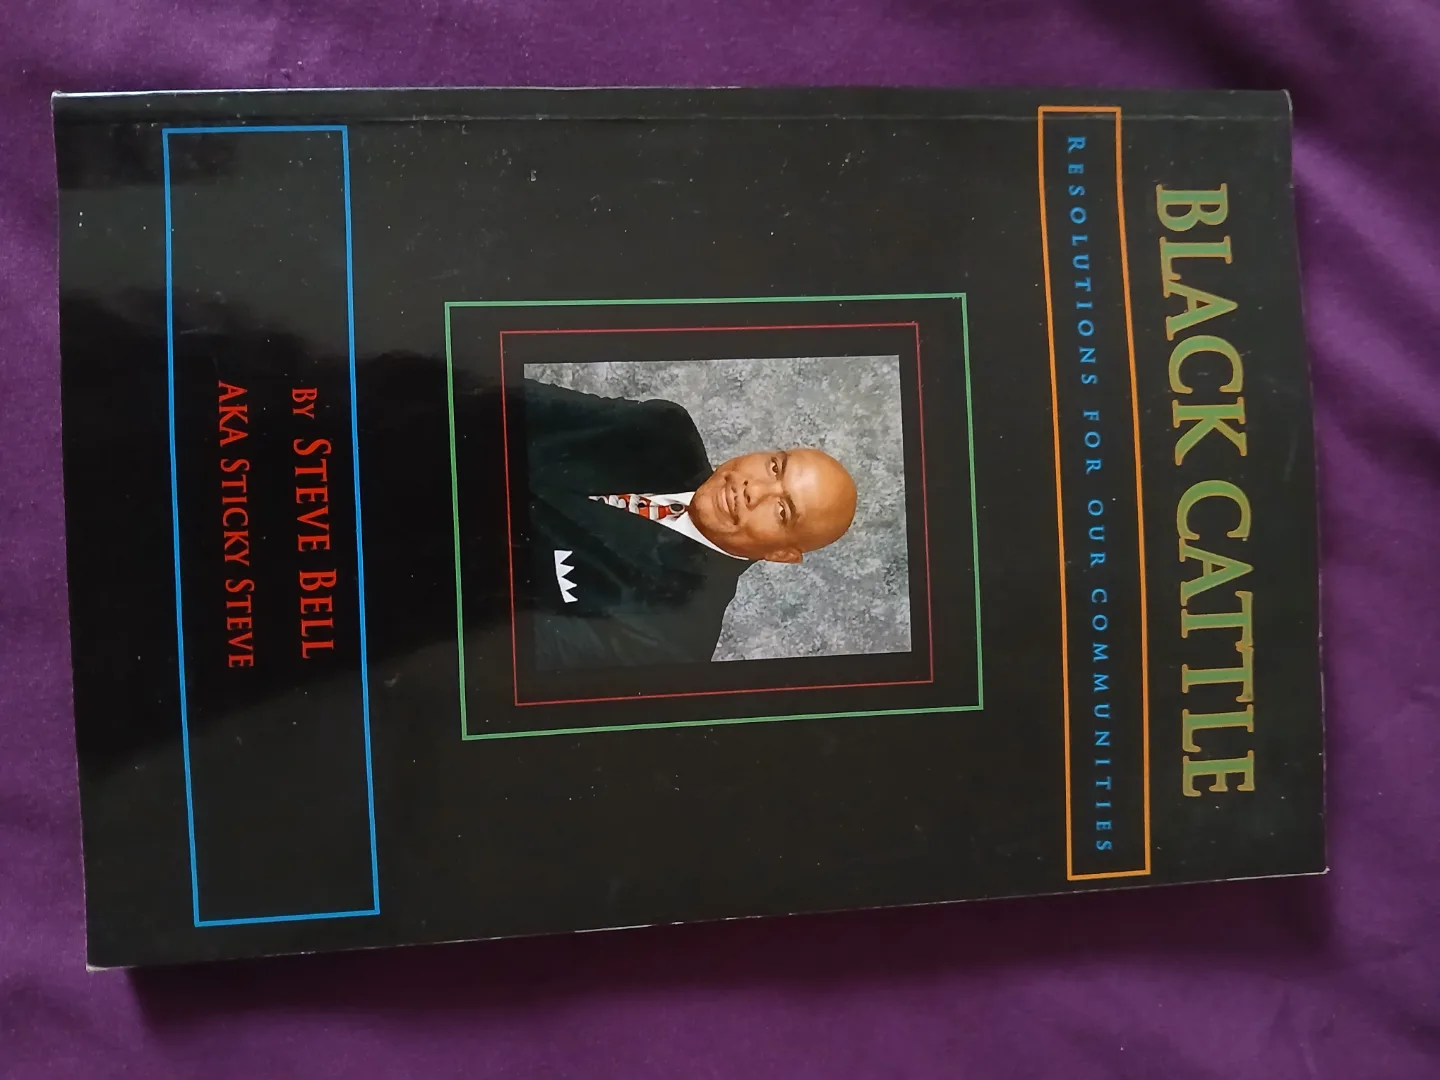 BLACK CATTLE
RESOLUTIONS FOR OUR COMMUNITIES
BY STEVE BELL
AKA STICKY STEVE